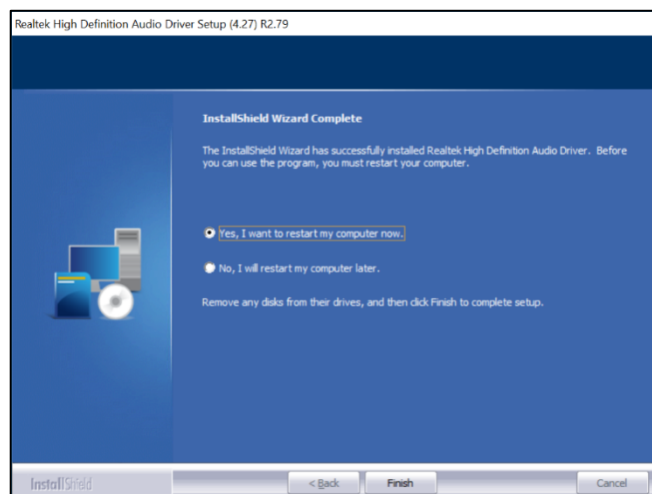 Realtek High Definition Audio Driver Setup (4.27) R2.79
InstallShield Wizard Complete
The InstallShield Wizard has successfully installed Realtek High Definition Audio Driver. Before
you can use the program, you must restart your computer.
Yes, I want to restart my computer now.
No, I will restart my computer later.
Remove any disks from their drives, and then click Finish to complete setup.
InstallShield
< Back
Finish
Cancel